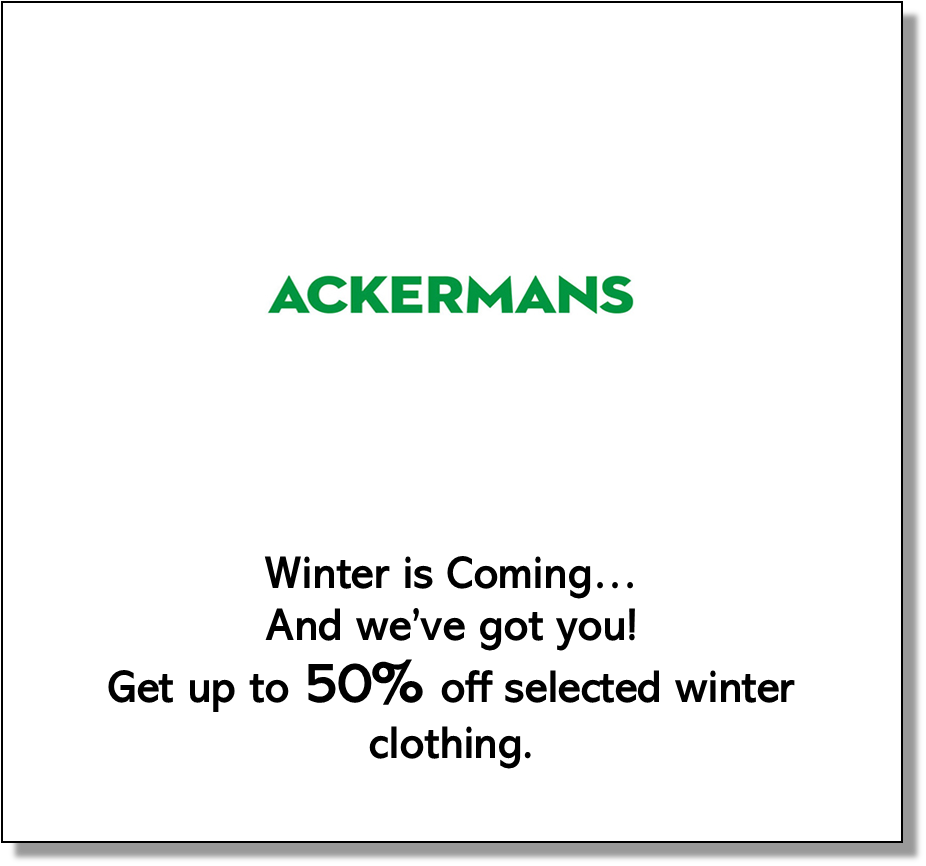 ACKERMANS
Winter is Coming…
And we’ve got you!
Get up to 50% off selected winter
clothing.